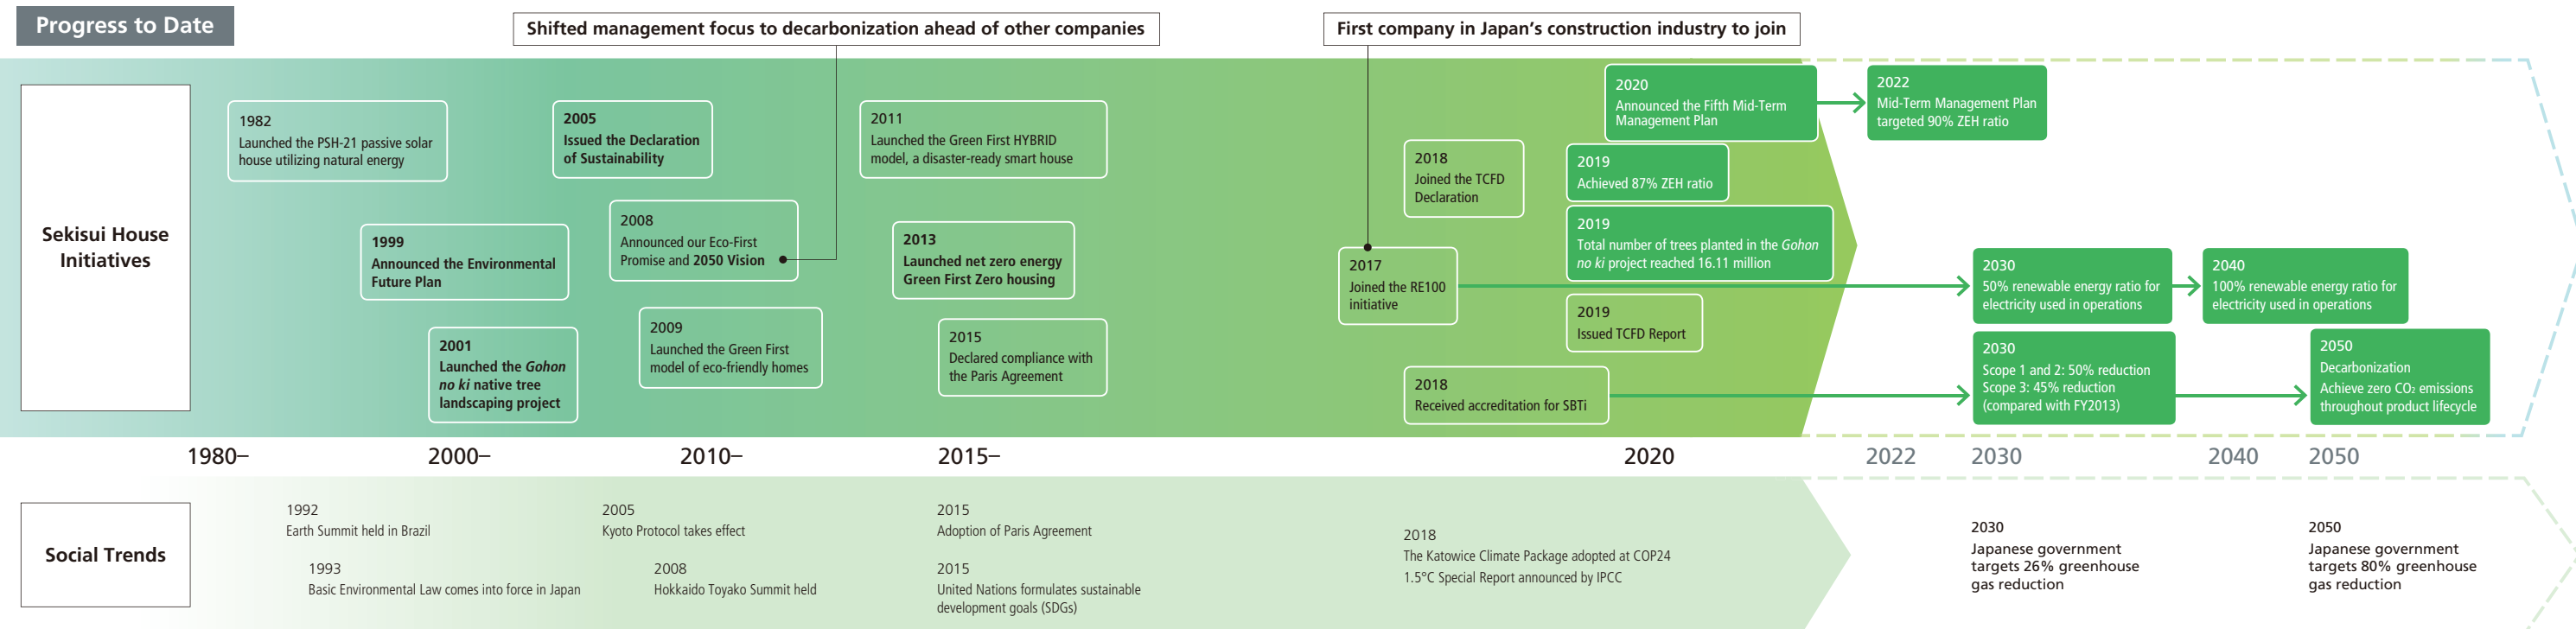 Progress to Date
Shifted management focus to decarbonization ahead of other companies
First company in Japan’s construction industry to join
Sekisui House
Initiatives
1982
Launched the PSH-21 passive solar
house utilizing natural energy
1999
Announced the Environmental
Future Plan
2001
Launched the Gohon
no ki native tree
landscaping project
2005
Issued the Declaration
of Sustainability
2008
Announced our Eco-First
Promise and 2050 Vision
2009
Launched the Green First
model of eco-friendly homes
2011
Launched the Green First HYBRID
model, a disaster-ready smart house
2013
Launched net zero energy
Green First Zero housing
2015
Declared compliance with
the Paris Agreement
2017
Joined the RE100
initiative
2018
Joined the TCFD
Declaration
2018
Received accreditation for SBTi
2020
Announced the Fifth Mid-Term
Management Plan
2019
Achieved 87% ZEH ratio
2019
Total number of trees planted in the Gohon
no ki project reached 16.11 million
2019
Issued TCFD Report
2022
Mid-Term Management Plan
targeted 90% ZEH ratio
2030
50% renewable energy ratio for
electricity used in operations
2040
100% renewable energy ratio for
electricity used in operations
2030
Scope 1 and 2: 50% reduction
Scope 3: 45% reduction
(compared with FY2013)
2050
Decarbonization
Achieve zero CO₂ emissions
throughout product lifecycle
1980–
2000–
2010–
2015–
2020
2022
2030
2040
2050
Social Trends
1992
Earth Summit held in Brazil
1993
Basic Environmental Law comes into force in Japan
2005
Kyoto Protocol takes effect
2008
Hokkaido Toyako Summit held
2015
Adoption of Paris Agreement
2015
United Nations formulates sustainable
development goals (SDGs)
2018
The Katowice Climate Package adopted at COP24
1.5°C Special Report announced by IPCC
2030
Japanese government
targets 26% greenhouse
gas reduction
2050
Japanese government
targets 80% greenhouse
gas reduction